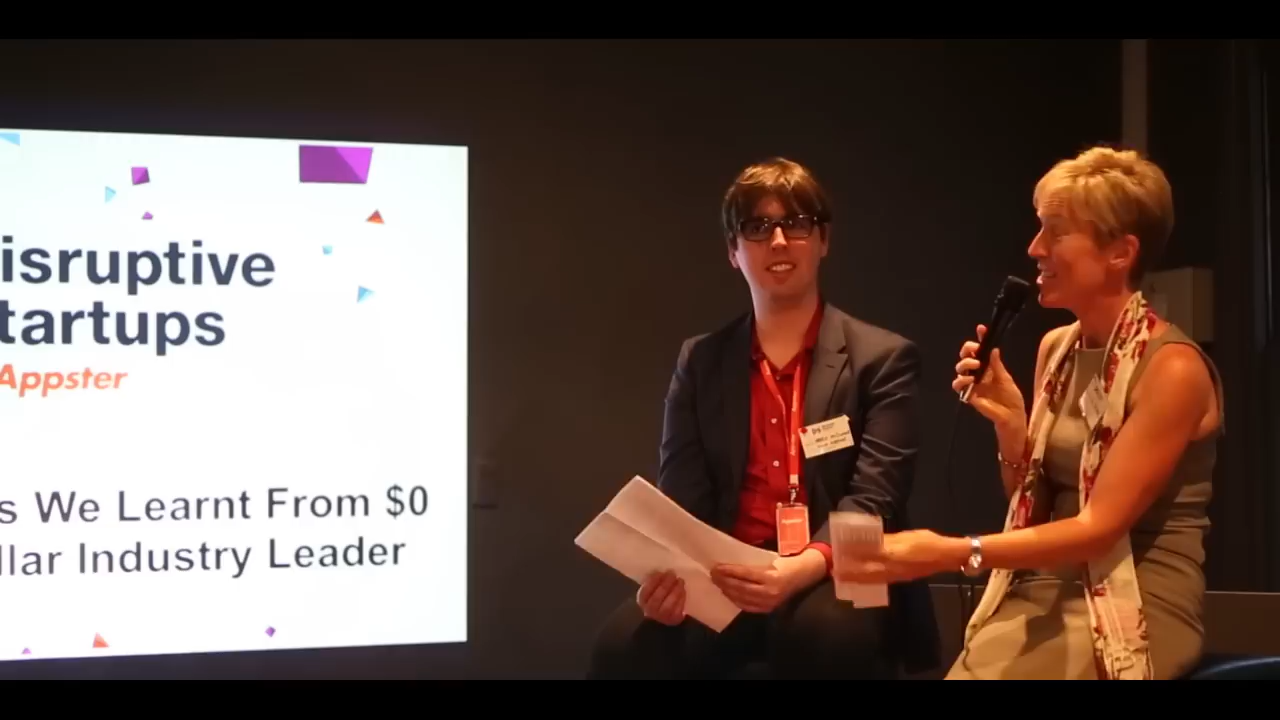 isruptive
tartups
Appster
s We Learnt From $0
llar Industry Leader